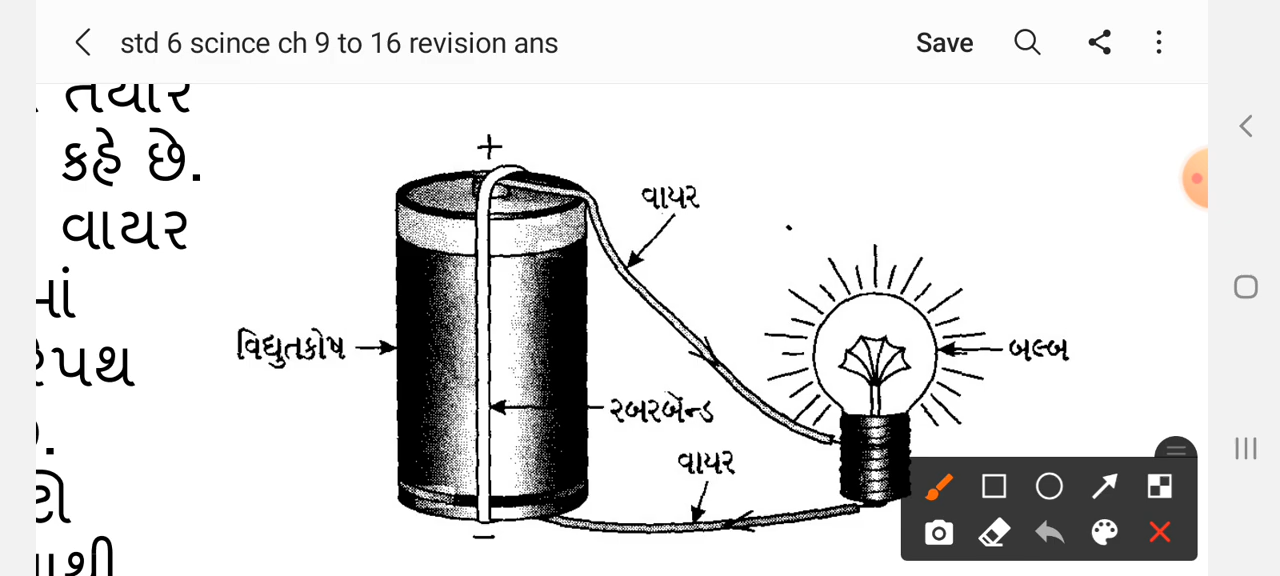 std 6 scince ch 9 to 16 revision ans
Save
તૈયાર
કહે છે.
વાયર
+
વાયર
વિદ્યુતકોષ
બલ્બ
રબરબૅન્ડ
વાયર
−